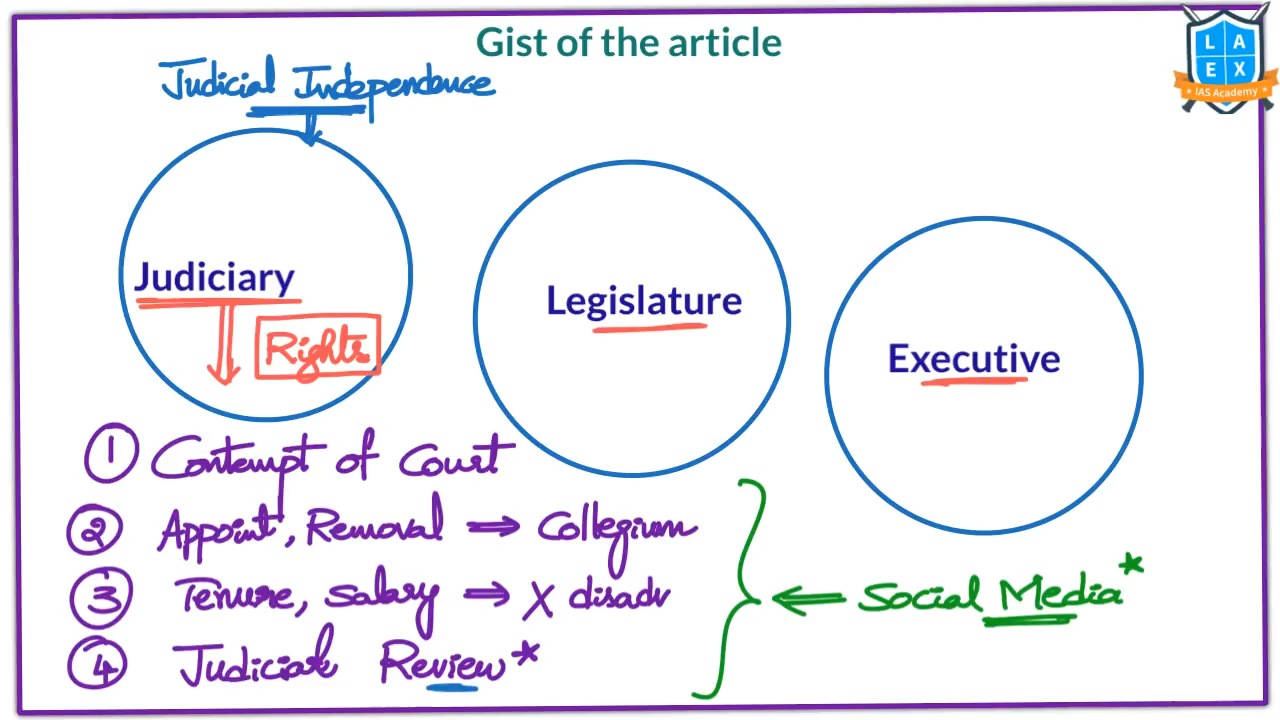 Gist of the article
L A
E X
IAS Academy
Judicial Independence
Judiciary
Rights
Legislature
Executive
1 Contempt of Court
2 Appoint, Removal ⇒ Collegium
3 Tenure, Salary ⇒ X disadv
4 Judicial Review*
⇐ Social Media*